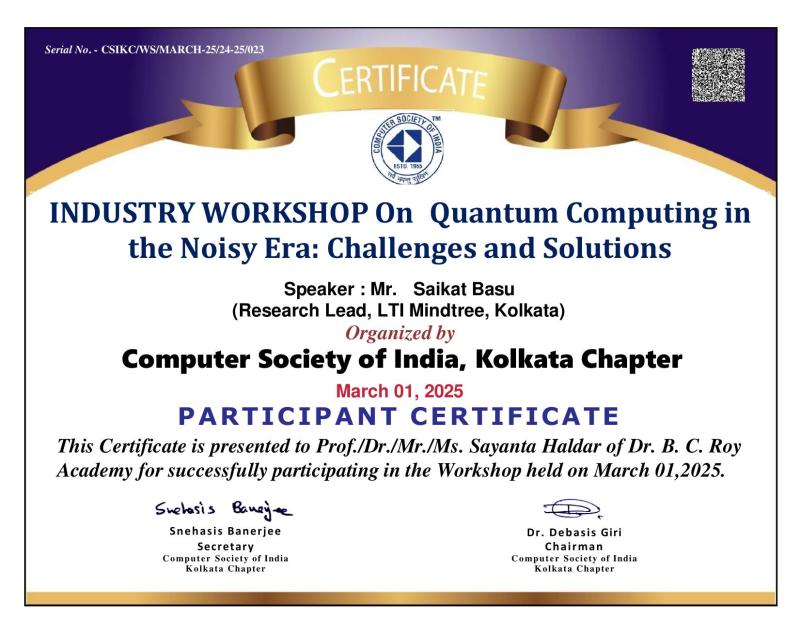 Serial No. - CSIKC/WS/MARCH-25/24-25/023
CERTIFICATE
COMPUTER SOCIETY OF INDIA
TM
ESTD. 1965
सर्वे भवन्तु सुखिनः
INDUSTRY WORKSHOP On Quantum Computing in
the Noisy Era: Challenges and Solutions
Speaker : Mr. Saikat Basu
(Research Lead, LTI Mindtree, Kolkata)
Organized by
Computer Society of India, Kolkata Chapter
March 01, 2025
PARTICIPANT CERTIFICATE
This Certificate is presented to Prof./Dr./Mr./Ms. Sayanta Haldar of Dr. B. C. Roy
Academy for successfully participating in the Workshop held on March 01,2025.
Snehasis Banerjee
Snehasis Banerjee
Secretary
Computer Society of India
Kolkata Chapter
Dr. Debasis Giri
Chairman
Computer Society of India
Kolkata Chapter